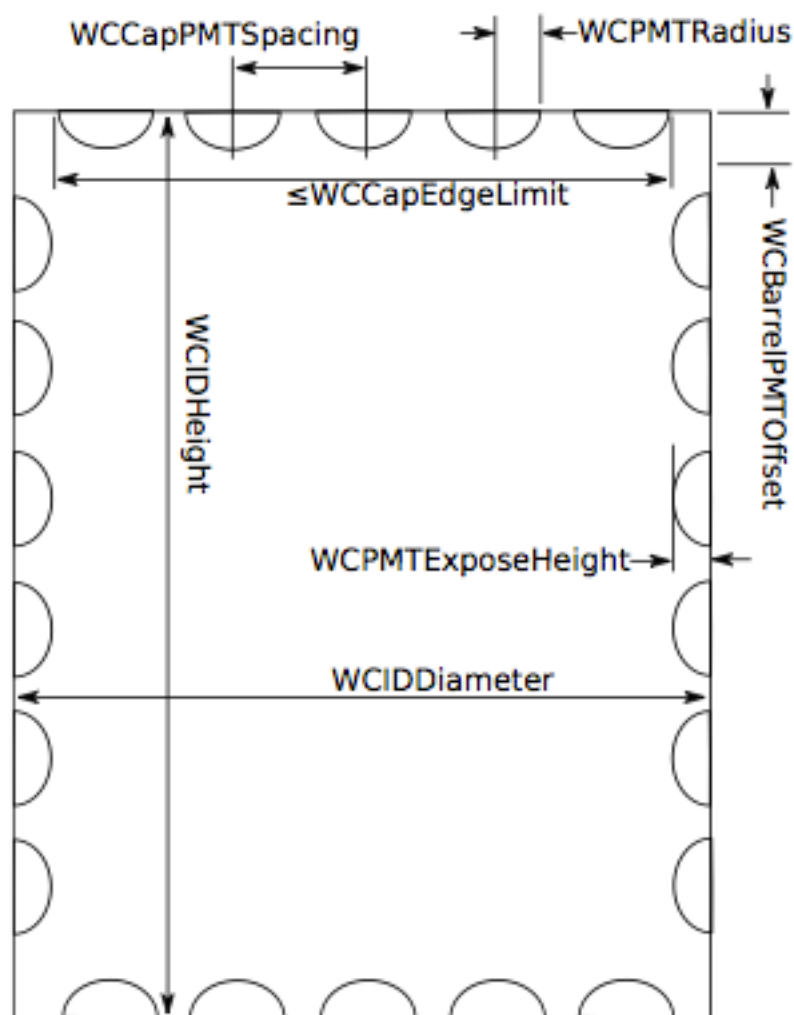 WCCapPMTSpacing
WCPMTRadius
≤WCCapEdgeLimit
WCBarrelPMTOffset
WCIDHeight
WCPMTExposeHeight
WCIDDiameter